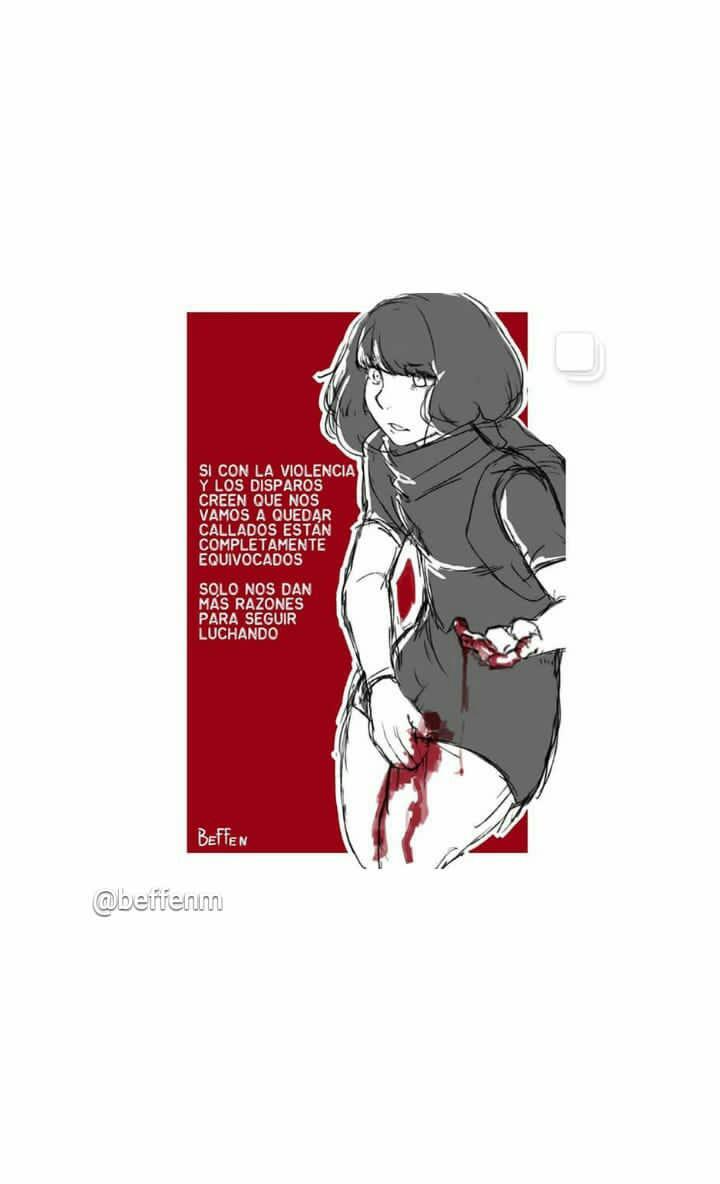 SI CON LA VIOLENCIA
Y LOS DISPAROS
CREEN QUE NOS
VAMOS A QUEDAR
CALLADOS ESTÁN
COMPLETAMENTE
EQUIVOCADOS
SOLO NOS DAN
MÁS RAZONES
PARA SEGUIR
LUCHANDO
BEFFEN
@beffenm